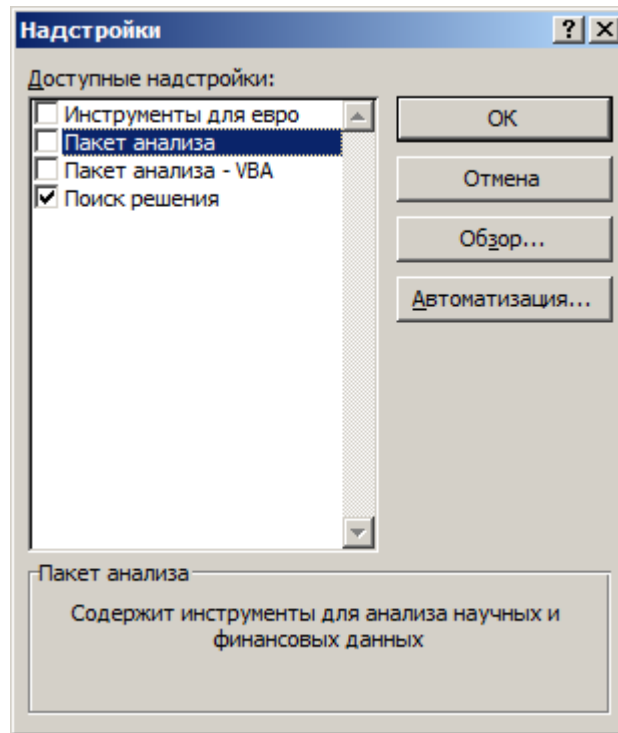 Надстройки
Доступные надстройки:
Инструменты для евро
Пакет анализа
Пакет анализа - VBA
Поиск решения
OK
Отмена
Обзор...
Автоматизация...
Пакет анализа
Содержит инструменты для анализа научных и
финансовых данных